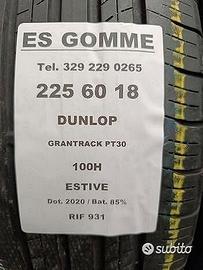 ES GOMME
Tel. 329 229 0265
225 60 18
DUNLOP
GRANTRACK PT30
100H
ESTIVE
Dot. 2020 / Bat. 85%
RIF 931
subito